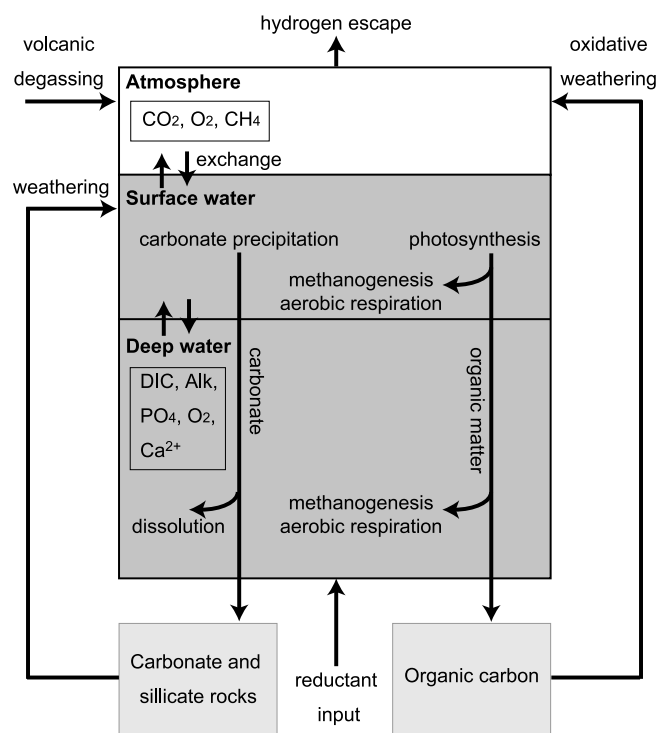 hydrogen escape
volcanic
degassing
oxidative
weathering
Atmosphere
CO2, O2, CH4
exchange
weathering
Surface water
carbonate precipitation
photosynthesis
methanogenesis
aerobic respiration
Deep water
DIC, Alk,
PO4, O2,
Ca2+
carbonate
organic matter
methanogenesis
aerobic respiration
dissolution
Carbonate and
sillicate rocks
reductant
input
Organic carbon